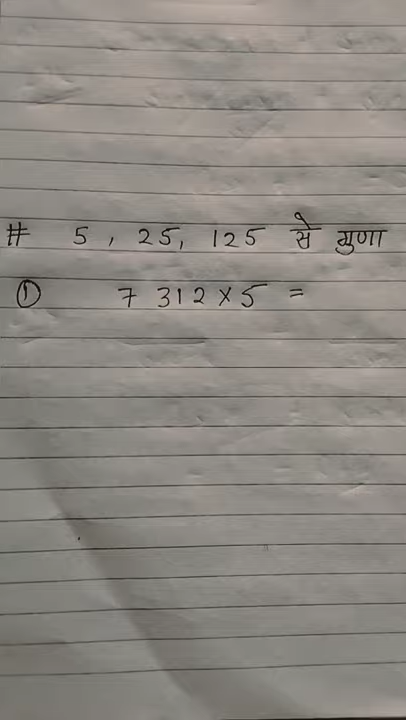 # 5, 25, 125 से गुणा
① 7312×5 =